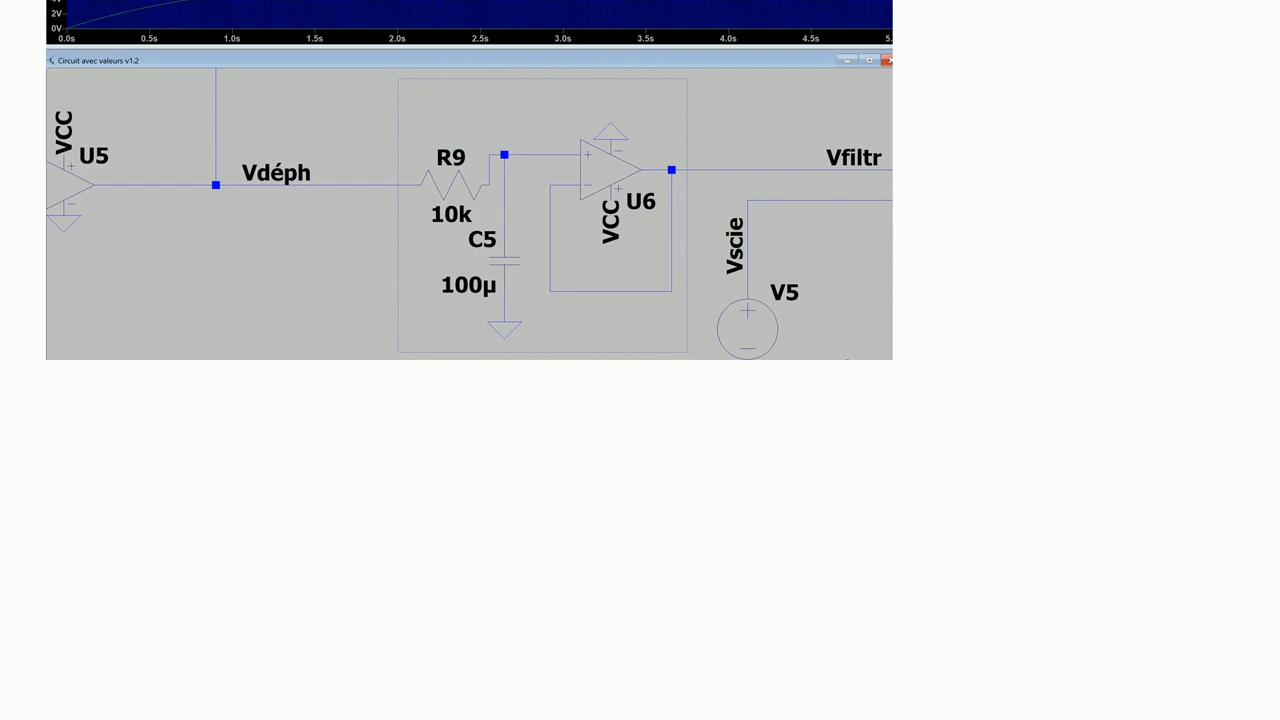 2V
0V
0.0s 0.5s 1.0s 1.5s 2.0s 2.5s 3.0s 3.5s 4.0s 4.5s 5.
Circuit avec valeurs v1.2
VCC
U5
Vdéph
R9
10k
C5
100µ
U6
VCC
Vfiltr
Vscie
V5